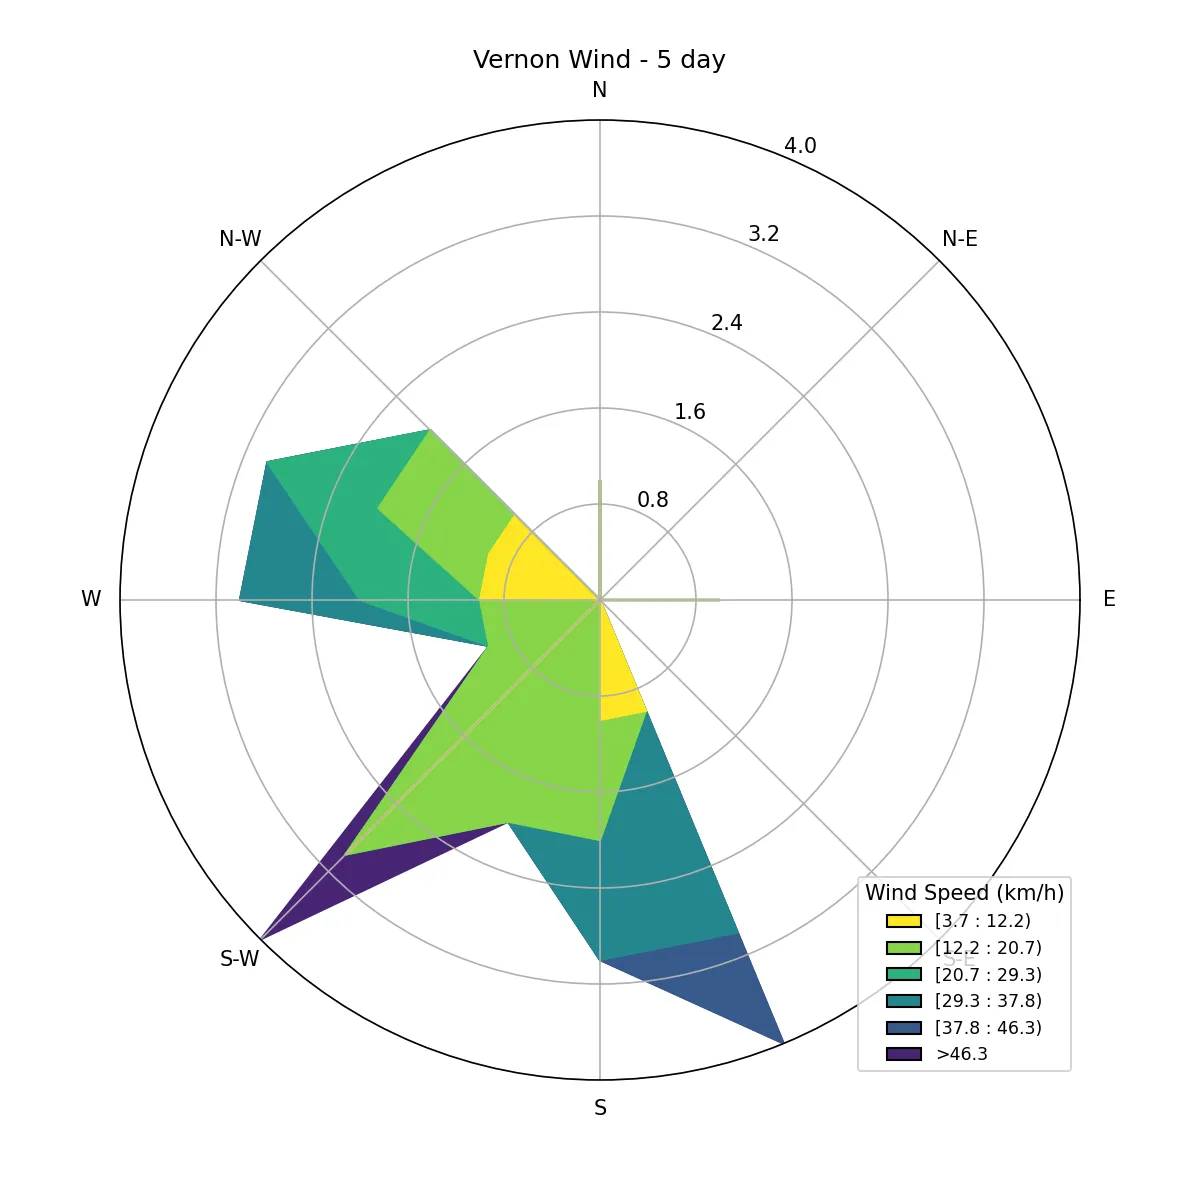 Vernon Wind - 5 day
N
4.0
N-W
N-E
3.2
2.4
1.6
0.8
W
E
S-W
S-E
S
Wind Speed (km/h)
[3.7 : 12.2)
[12.2 : 20.7)
[20.7 : 29.3)
[29.3 : 37.8)
[37.8 : 46.3)
>46.3